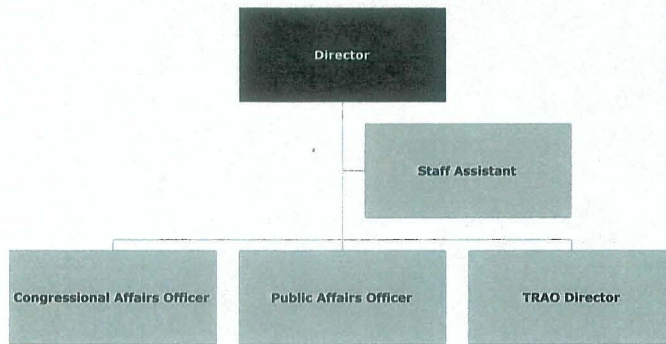 Director
Staff Assistant
Congressional Affairs Officer
Public Affairs Officer
TRAO Director